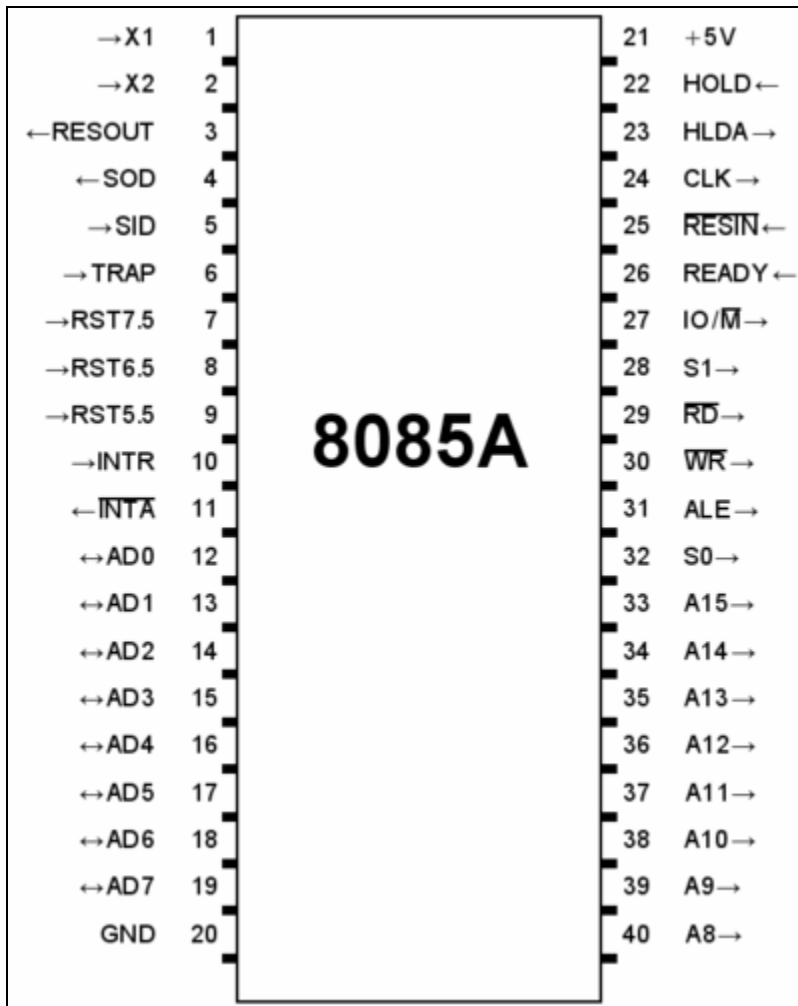 →X1 1 21 +5V
→X2 2 22 HOLD←
←RESOUT 3 23 HLDA→
←SOD 4 24 CLK→
→SID 5 25 R̅E̅S̅I̅N̅←
→TRAP 6 26 READY←
→RST7.5 7 27 IO/M̅→
→RST6.5 8 28 S1→
→RST5.5 9 29 R̅D̅→
8085A
→INTR 10 30 W̅R̅→
←I̅N̅T̅A̅ 11 31 ALE→
↔AD0 12 32 S0→
↔AD1 13 33 A15→
↔AD2 14 34 A14→
↔AD3 15 35 A13→
↔AD4 16 36 A12→
↔AD5 17 37 A11→
↔AD6 18 38 A10→
↔AD7 19 39 A9→
GND 20 40 A8→